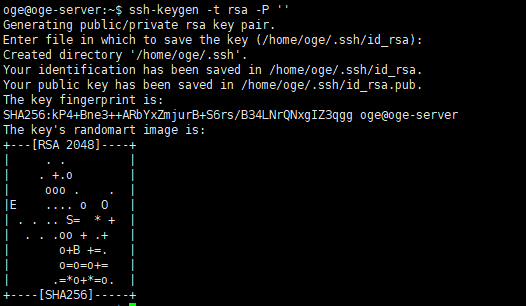 oge@oge-server:~$ ssh-keygen -t rsa -P ''
Generating public/private rsa key pair.
Enter file in which to save the key (/home/oge/.ssh/id_rsa):
Created directory '/home/oge/.ssh'.
Your identification has been saved in /home/oge/.ssh/id_rsa.
Your public key has been saved in /home/oge/.ssh/id_rsa.pub.
The key fingerprint is:
SHA256:kP4+Bne3++ARbYxZmjurB+S6rs/B34LNrQNxgIZ3qgg oge@oge-server
The key's randomart image is:
+---[RSA 2048]----+
|     . .         |
|    . +.o        |
|     ooo .    .  |
|E    .... o  O   |
| . . .. S=  * +  |
|  . . .oo + .+   |
|       o+B +=.   |
|       o=o=o+=   |
|      .=*o+*=o.  |
+----[SHA256]-----+